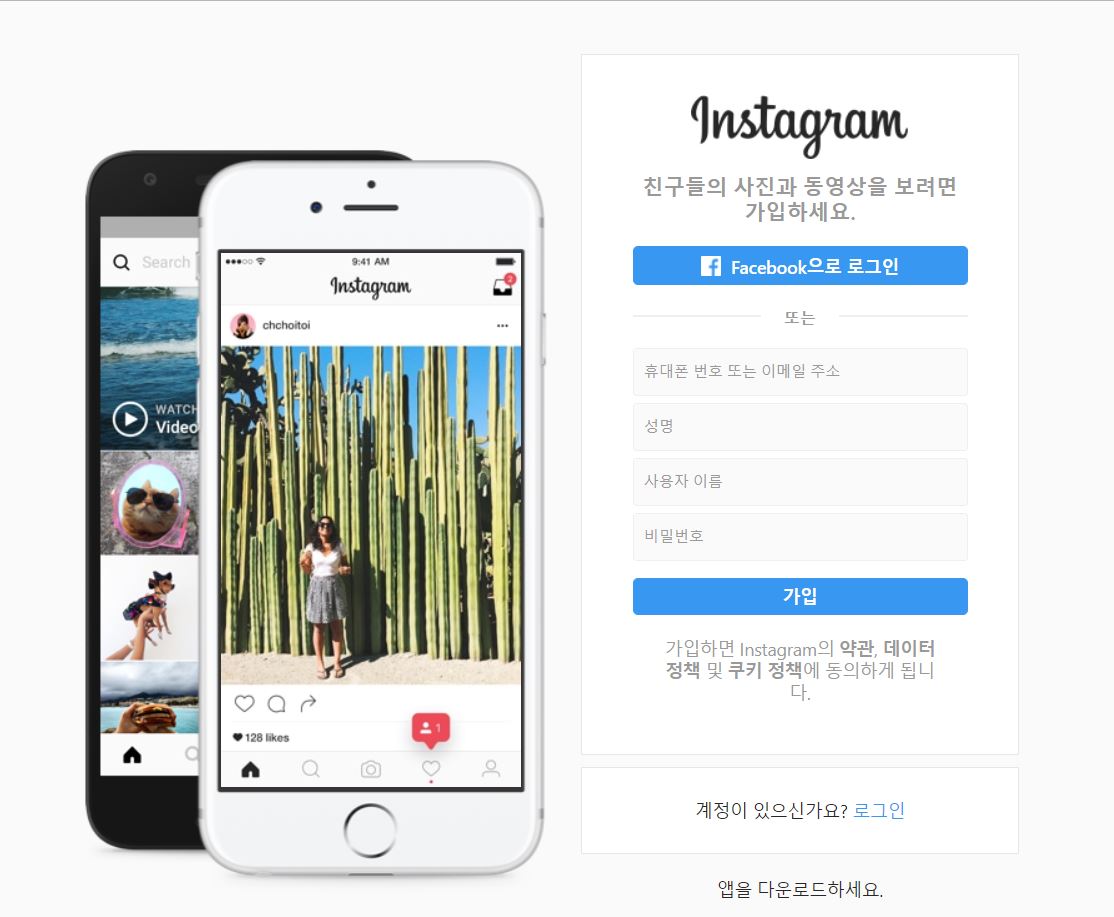 Search
WATCH
Video
9:41 AM
Instagram
2
chchoitoi
128 likes
1
Instagram
친구들의 사진과 동영상을 보려면
가입하세요.
Facebook으로 로그인
또는
휴대폰 번호 또는 이메일 주소
성명
사용자 이름
비밀번호
가입
가입하면 Instagram의 약관, 데이터
정책 및 쿠키 정책에 동의하게 됩니
다.
계정이 있으신가요? 로그인
앱을 다운로드하세요.